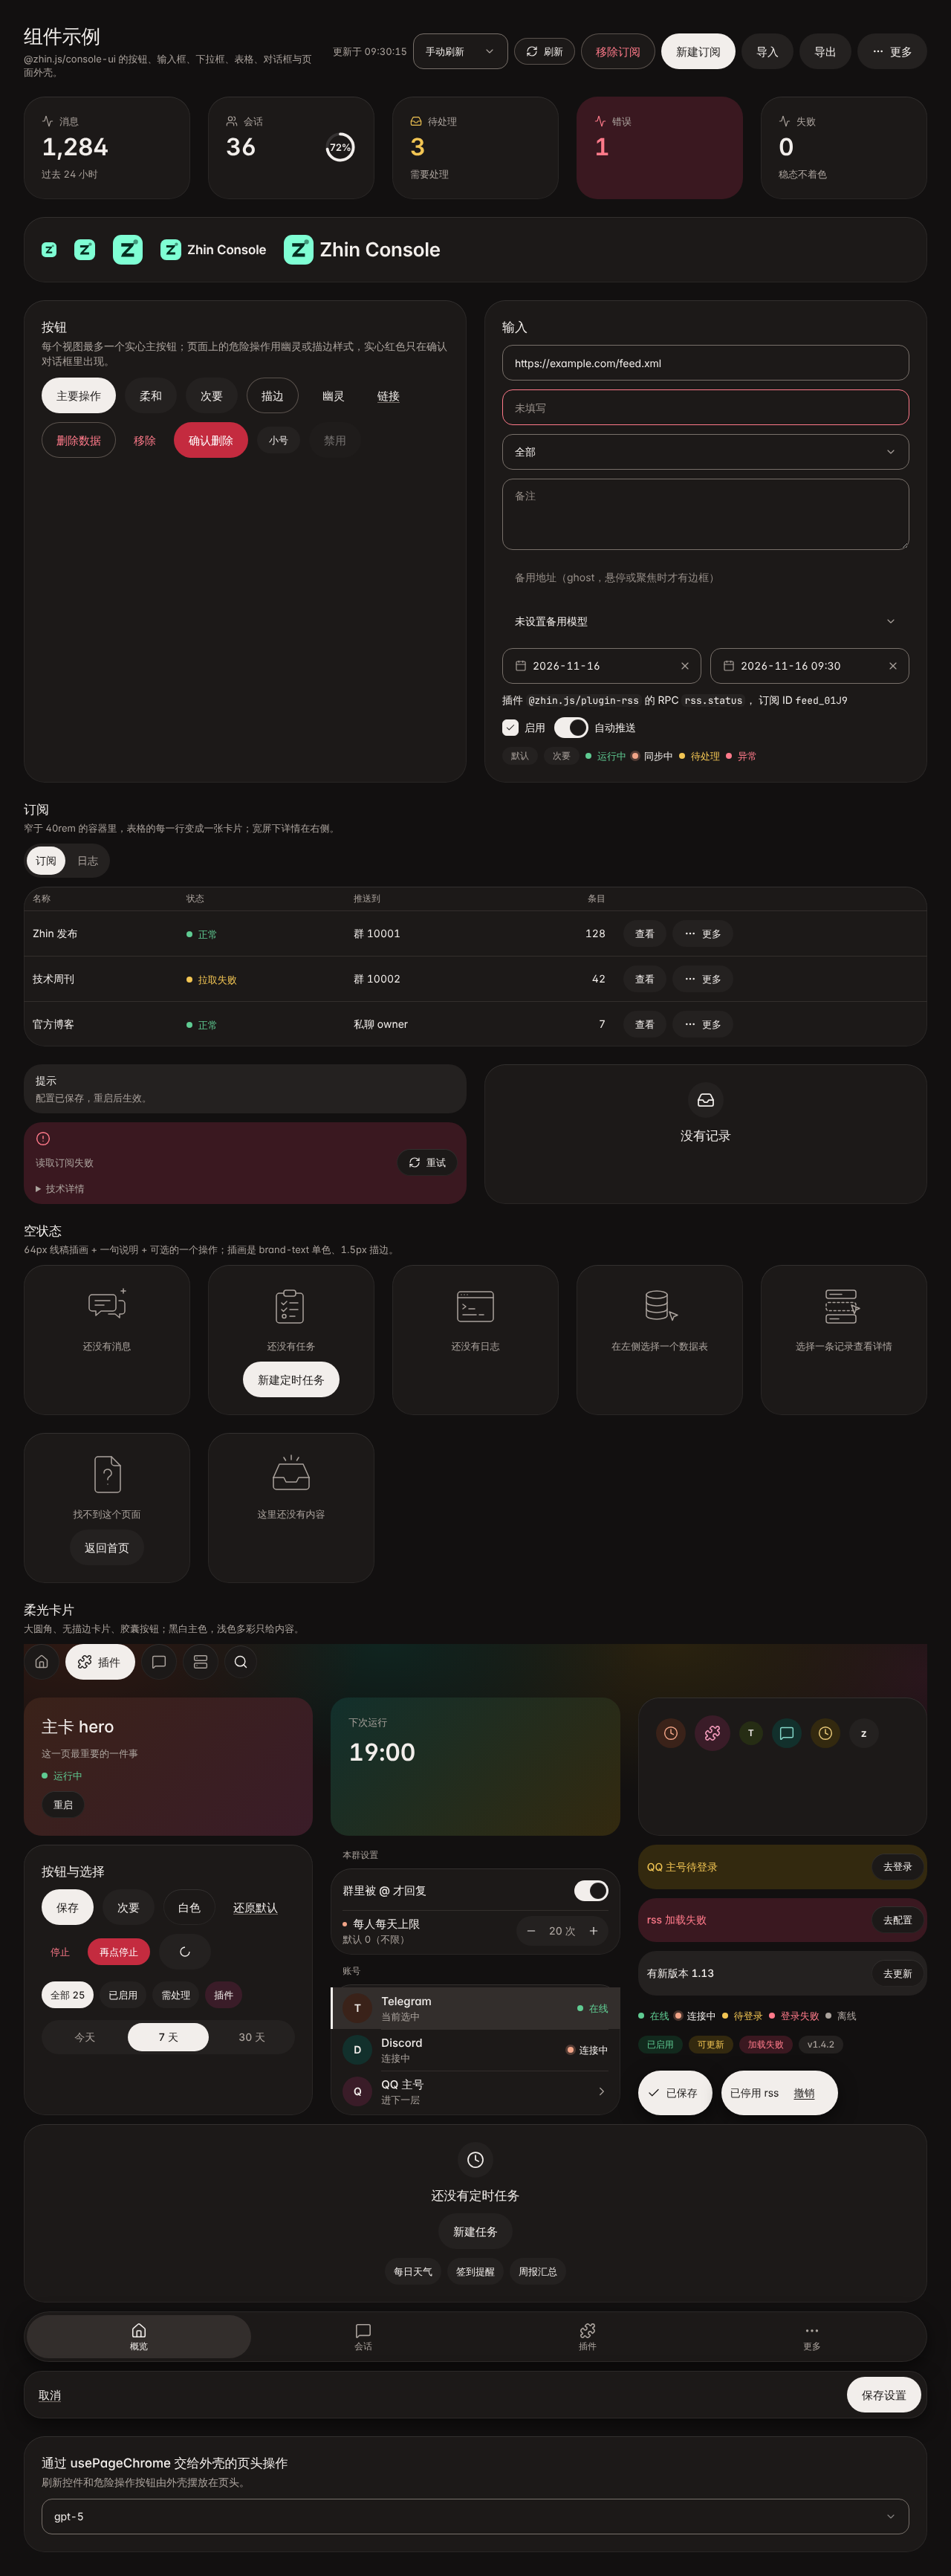 组件示例
@zhin.js/console-ui 的按钮、输入框、下拉框、表格、对话框与页
面外壳。
更新于 09:30:15
手动刷新
刷新
移除订阅
新建订阅
导入
导出
更多
消息
1,284
过去 24 小时
会话
36
72%
待处理
3
需要处理
错误
1
失败
0
稳态不着色
Zhin Console
Zhin Console
按钮
每个视图最多一个实心主按钮；页面上的危险操作用幽灵或描边样式，实心红色只在确认
对话框里出现。
主要操作
柔和
次要
描边
幽灵
链接
删除数据
移除
确认删除
小号
禁用
输入
https://example.com/feed.xml
未填写
全部
备注
备用地址（ghost，悬停或聚焦时才有边框）
未设置备用模型
2026-11-16
2026-11-16 09:30
插件 @zhin.js/plugin-rss 的 RPC rss.status ， 订阅 ID feed_01J9
启用
自动推送
默认
次要
运行中
同步中
待处理
异常
订阅
窄于 40rem 的容器里，表格的每一行变成一张卡片；宽屏下详情在右侧。
订阅
日志
名称 状态 推送到 条目
Zhin 发布 正常 群 10001 128 查看 更多
技术周刊 拉取失败 群 10002 42 查看 更多
官方博客 正常 私聊 owner 7 查看 更多
提示
配置已保存，重启后生效。
读取订阅失败
重试
技术详情
没有记录
空状态
64px 线稿插画 + 一句说明 + 可选的一个操作；插画是 brand-text 单色、1.5px 描边。
还没有消息
还没有任务
新建定时任务
还没有日志
在左侧选择一个数据表
选择一条记录查看详情
找不到这个页面
返回首页
这里还没有内容
柔光卡片
大圆角、无描边卡片、胶囊按钮；黑白主色，浅色多彩只给内容。
插件
主卡 hero
这一页最重要的一件事
运行中
重启
下次运行
19:00
T
z
按钮与选择
保存
次要
白色
还原默认
停止
再点停止
全部 25
已启用
需处理
插件
今天
7 天
30 天
本群设置
群里被 @ 才回复
每人每天上限
默认 0（不限）
20 次
账号
T
Telegram
当前选中
在线
D
Discord
连接中
连接中
Q
QQ 主号
进下一层
QQ 主号待登录
去登录
rss 加载失败
去配置
有新版本 1.13
去更新
在线
连接中
待登录
登录失败
离线
已启用
可更新
加载失败
v1.4.2
已保存
已停用 rss
撤销
还没有定时任务
新建任务
每日天气
签到提醒
周报汇总
概览
会话
插件
更多
取消
保存设置
通过 usePageChrome 交给外壳的页头操作
刷新控件和危险操作按钮由外壳摆放在页头。
gpt-5